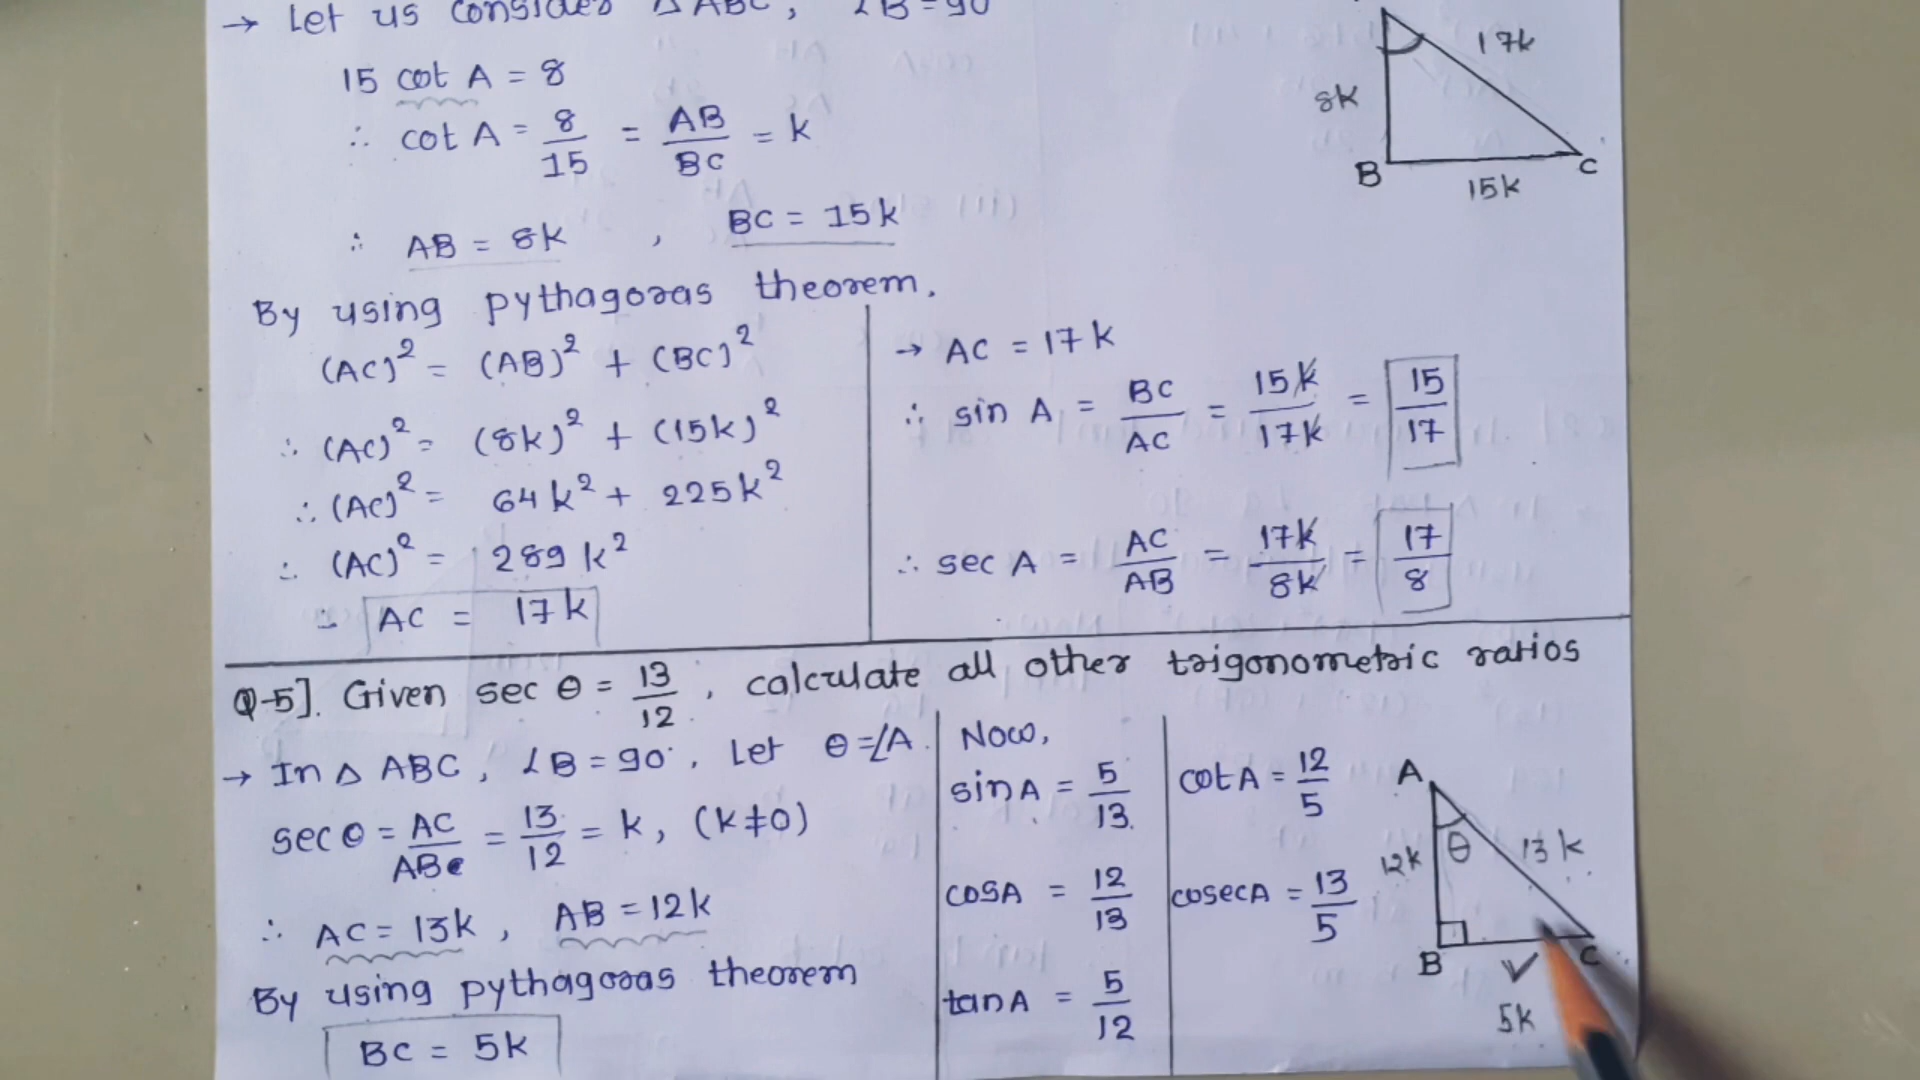 → Let us consider △ABC, ∠B = 90
15 cot A = 8
∴ cot A = 8/15 = AB/BC = k
∴ AB = 8k , BC = 15k
17k
8k
B
C
15k
By using pythagoras theorem.
(AC)² = (AB)² + (BC)²
∴ (AC)² = (8k)² + (15k)²
∴ (AC)² = 64k² + 225k²
∴ (AC)² = 289k²
∴ AC = 17k
→ AC = 17k
∴ sin A = BC/AC = 15k/17k = 15/17
∴ sec A = AC/AB = 17k/8k = 17/8
Q-5]. Given sec θ = 13/12, calculate all other trigonometric ratios
→ In △ ABC, ∠B = 90°, Let θ = ∠A.
sec θ = AC/AB = 13/12 = k, (k≠0)
∴ AC = 13k, AB = 12k
By using pythagoras theorem
BC = 5k
Now,
sin A = 5/13
cos A = 12/13
tan A = 5/12
cot A = 12/5
cosec A = 13/5
A
θ
12k
13k
B
C
5k